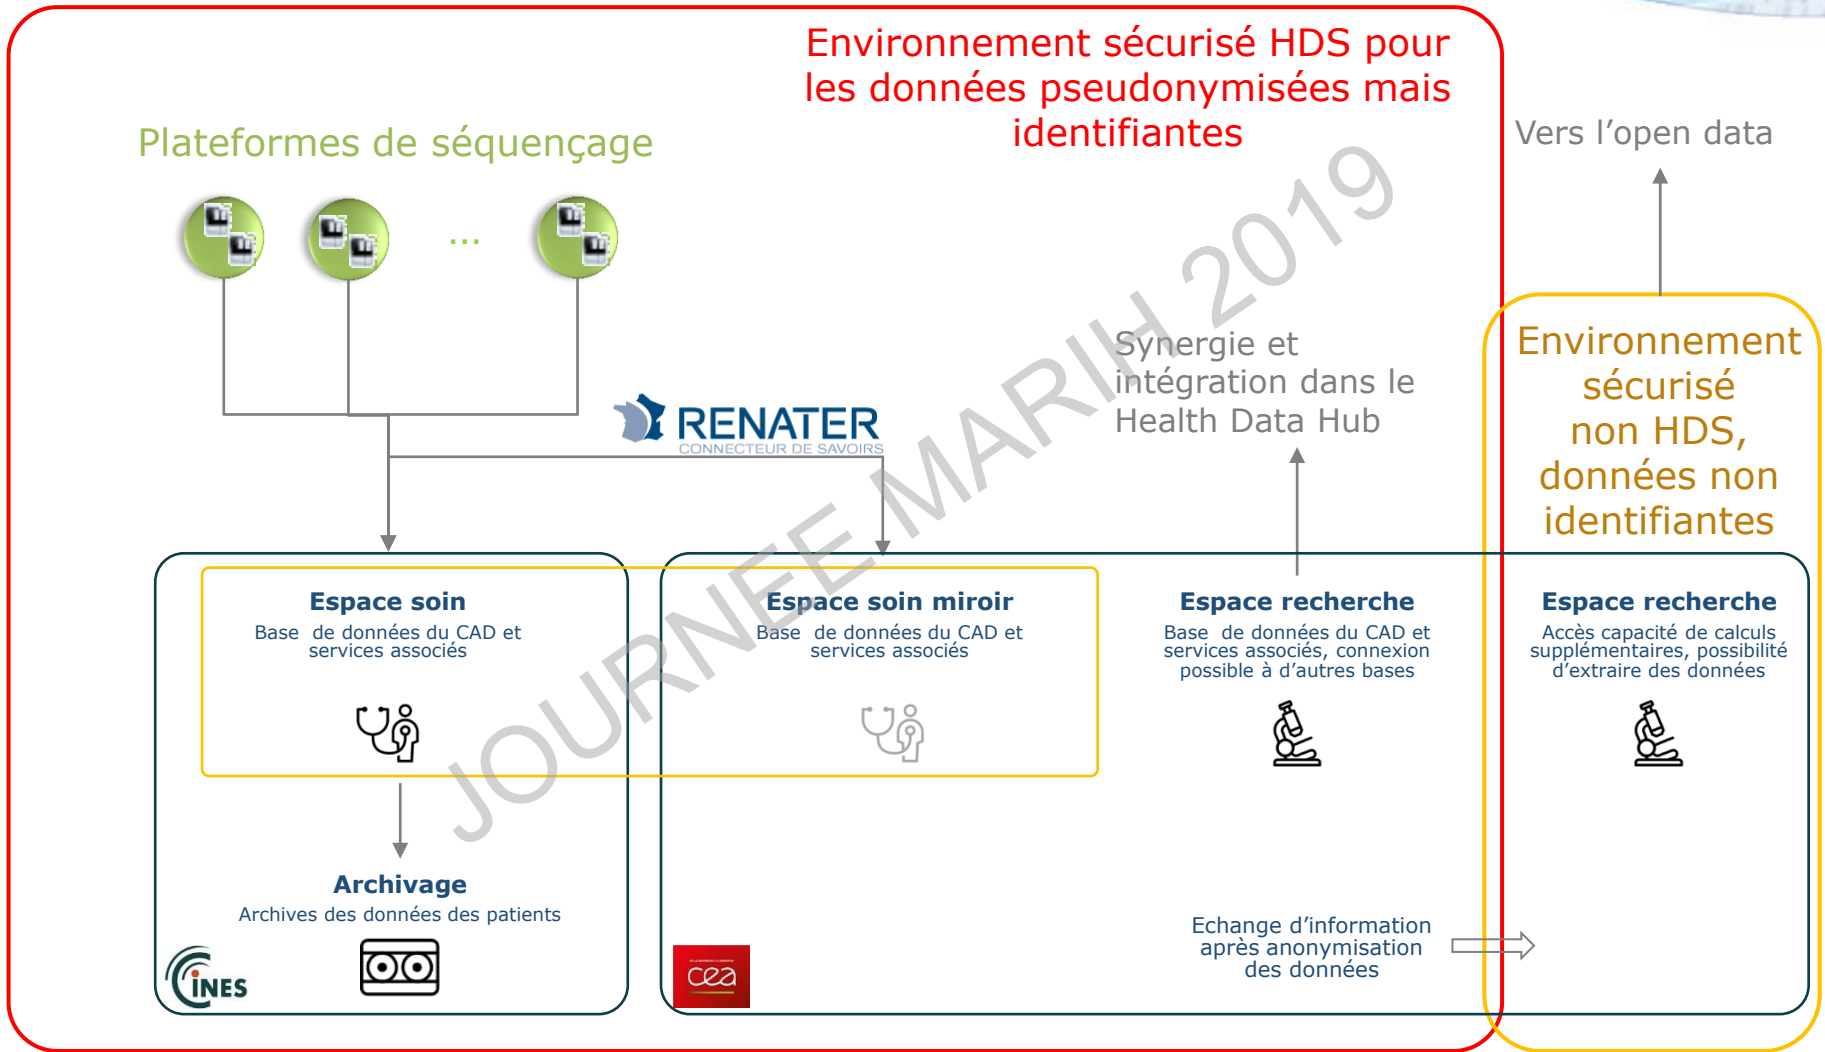 Environnement sécurisé HDS pour
les données pseudonymisées mais
identifiantes
Plateformes de séquençage
...
Vers l'open data
JOURNEE MARIH 2019
Synergie et
intégration dans le
Health Data Hub
Environnement
sécurisé
non HDS,
données non
identifiantes
RENATER
CONNECTEUR DE SAVOIRS
Espace soin
Base de données du CAD et
services associés
Espace soin miroir
Base de données du CAD et
services associés
Espace recherche
Base de données du CAD et
services associés, connexion
possible à d'autres bases
Espace recherche
Accès capacité de calculs
supplémentaires, possibilité
d'extraire des données
Archivage
Archives des données des patients
Echange d'information
après anonymisation
des données
CINES
cea